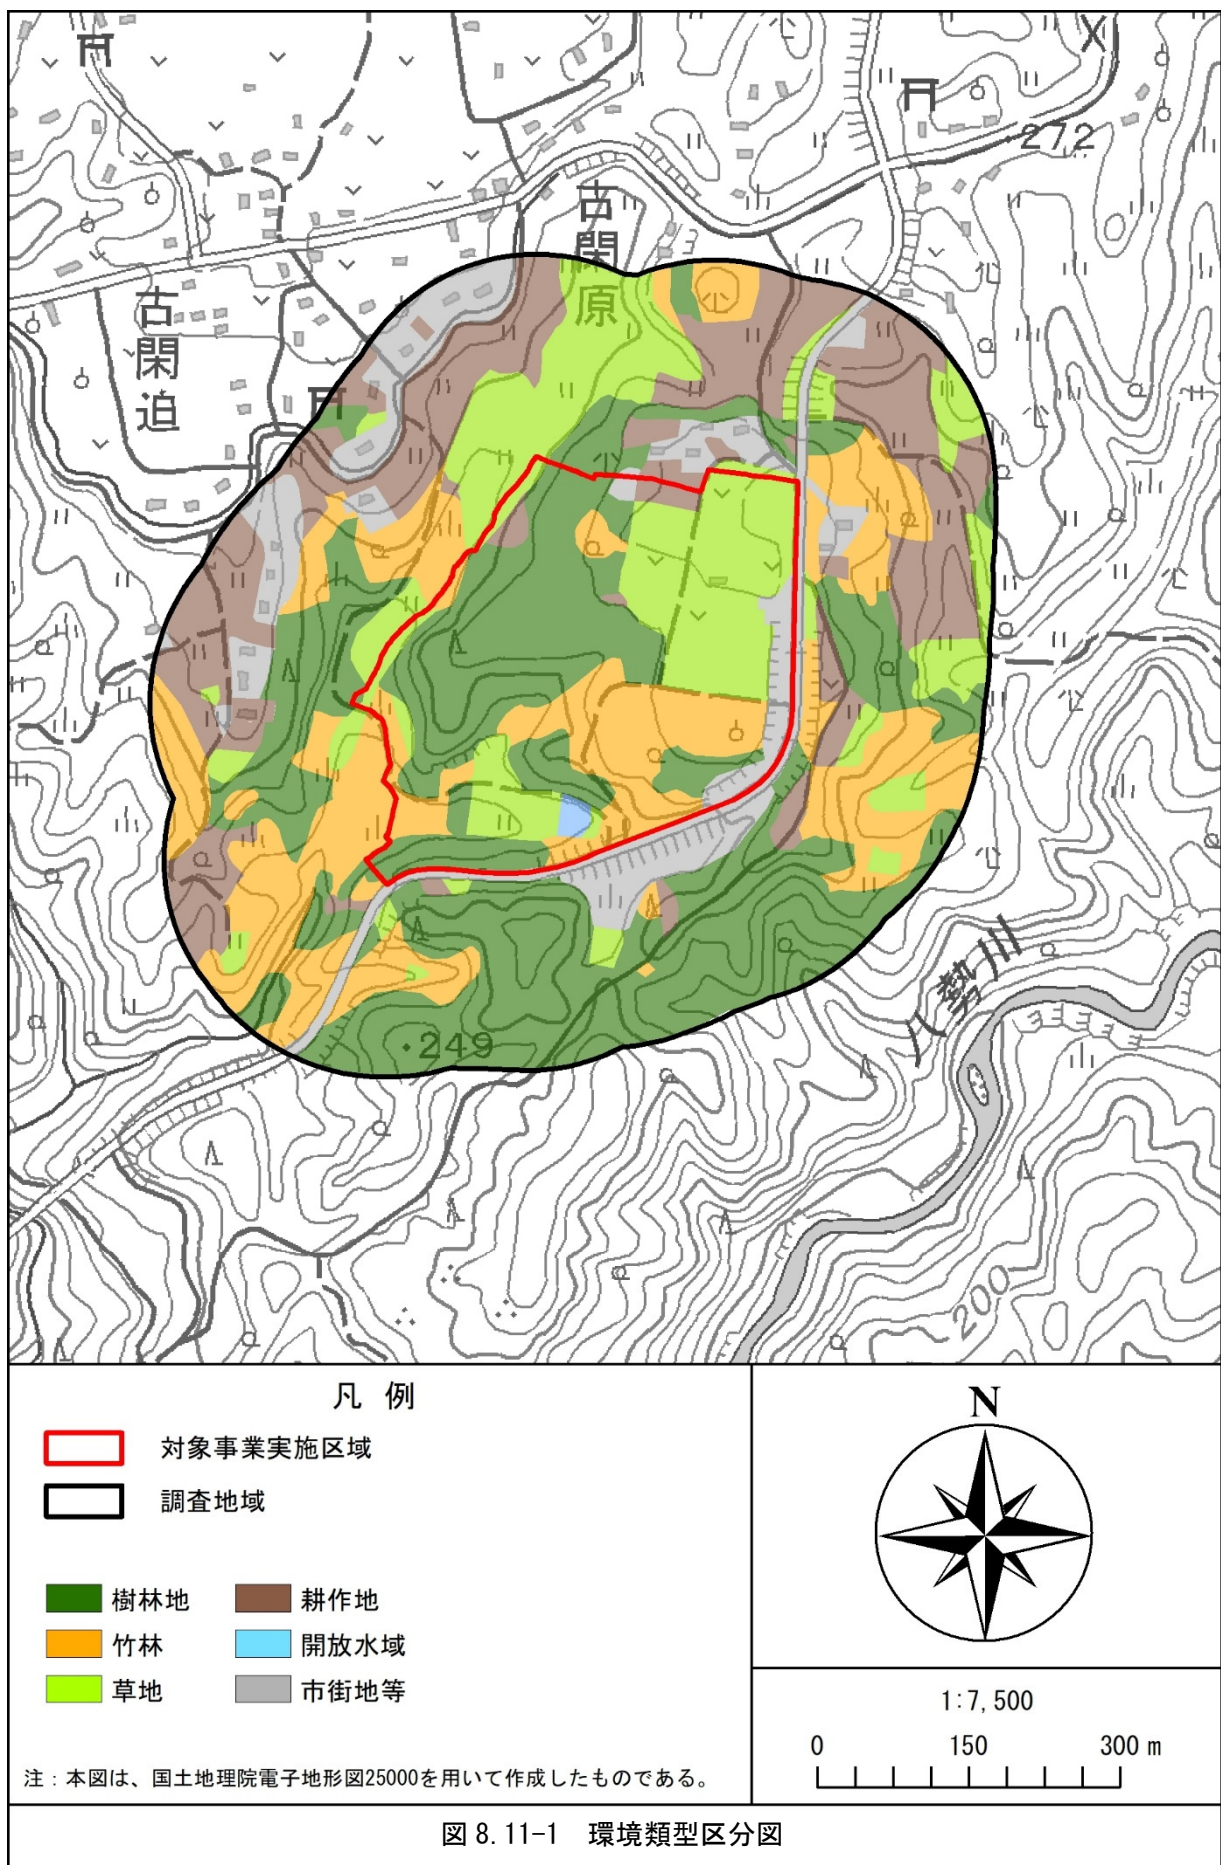 272
古閑原
古閑迫
八勢川
249
200
凡 例
対象事業実施区域
調査地域
樹林地
耕作地
竹林
開放水域
草地
市街地等
注：本図は、国土地理院電子地形図25000を用いて作成したものである。
N
1:7,500
0 150 300 m
図 8.11-1 環境類型区分図